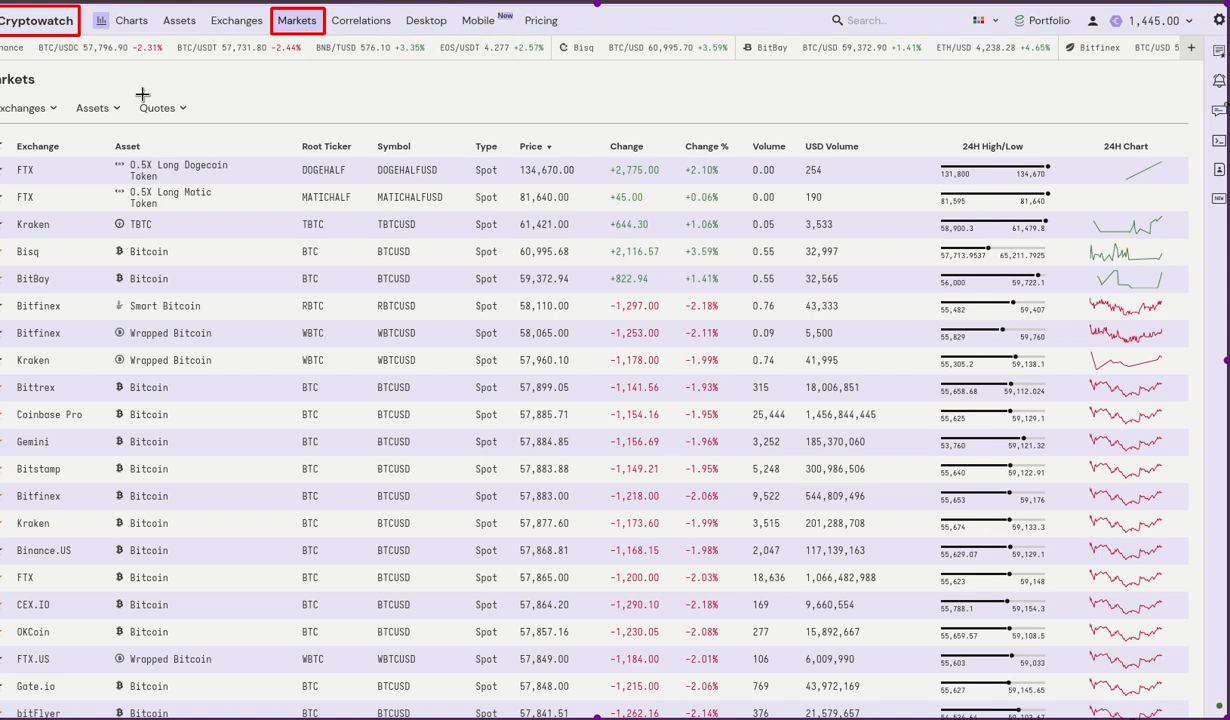 Cryptowatch Charts Assets Exchanges Markets Correlations Desktop Mobile New Pricing Search... Portfolio 1,445.00
nance BTC/USDC 57,796.90 -2.31% BTC/USDT 57,731.80 -2.44% BNB/TUSD 576.10 +3.35% EOS/USDT 4.277 +2.57% Bisq BTC/USD 60,995.70 +3.59% BitBay BTC/USD 59,372.90 +1.41% ETH/USD 4,238.28 +4.65% Bitfinex BTC/USD 5 +
rkets
xchanges Assets Quotes
Exchange Asset Root Ticker Symbol Type Price Change Change % Volume USD Volume 24H High/Low 24H Chart
FTX 0.5X Long Dogecoin Token DOGEHALF DOGEHALFUSD Spot 134,670.00 +2,775.00 +2.10% 0.00 254 131,800 134,670
FTX 0.5X Long Matic Token MATICHALF MATICHALFUSD Spot 81,640.00 +45.00 +0.06% 0.00 190 81,595 81,640
Kraken TBTC TBTC TBTCUSD Spot 61,421.00 +644.30 +1.06% 0.05 3,533 58,900.3 61,479.8
Bisq Bitcoin BTC BTCUSD Spot 60,995.68 +2,116.57 +3.59% 0.55 32,997 57,713.9537 65,211.7925
BitBay Bitcoin BTC BTCUSD Spot 59,372.94 +822.94 +1.41% 0.55 32,565 56,000 59,722.1
Bitfinex Smart Bitcoin RBTC RBTCUSD Spot 58,110.00 -1,297.00 -2.18% 0.76 43,333 55,482 59,407
Bitfinex Wrapped Bitcoin WBTC WBTCUSD Spot 58,065.00 -1,253.00 -2.11% 0.09 5,500 55,829 59,760
Kraken Wrapped Bitcoin WBTC WBTCUSD Spot 57,960.10 -1,178.00 -1.99% 0.74 41,995 55,305.2 59,138.1
Bittrex Bitcoin BTC BTCUSD Spot 57,899.05 -1,141.56 -1.93% 315 18,006,851 55,658.68 59,112.024
Coinbase Pro Bitcoin BTC BTCUSD Spot 57,885.71 -1,154.16 -1.95% 25,444 1,456,844,445 55,625 59,129.1
Gemini Bitcoin BTC BTCUSD Spot 57,884.85 -1,156.69 -1.96% 3,252 185,370,060 53,760 59,121.32
Bitstamp Bitcoin BTC BTCUSD Spot 57,883.88 -1,149.21 -1.95% 5,248 300,986,506 55,640 59,122.91
Bitfinex Bitcoin BTC BTCUSD Spot 57,883.00 -1,218.00 -2.06% 9,522 544,809,496 55,653 59,176
Kraken Bitcoin BTC BTCUSD Spot 57,877.60 -1,173.60 -1.99% 3,515 201,288,708 55,674 59,133.3
Binance.US Bitcoin BTC BTCUSD Spot 57,868.81 -1,168.15 -1.98% 2,047 117,139,163 55,629.07 59,129.1
FTX Bitcoin BTC BTCUSD Spot 57,865.00 -1,200.00 -2.03% 18,636 1,066,482,988 55,623 59,148
CEX.IO Bitcoin BTC BTCUSD Spot 57,864.20 -1,290.10 -2.18% 169 9,660,554 55,788.1 59,154.3
OKCoin Bitcoin BTC BTCUSD Spot 57,857.16 -1,230.05 -2.08% 277 15,892,667 55,659.57 59,108.5
FTX.US Wrapped Bitcoin WBTC WBTCUSD Spot 57,849.00 -1,184.00 -2.01% 106 6,009,990 55,603 59,033
Gate.io Bitcoin BTC BTCUSD Spot 57,848.00 -1,215.00 -2.06% 769 43,972,169 55,627 59,145.65
bitFlyer Bitcoin BTC BTCUSD Spot 57,841.51 -1,262.16 -2.14% 376 21,579,657